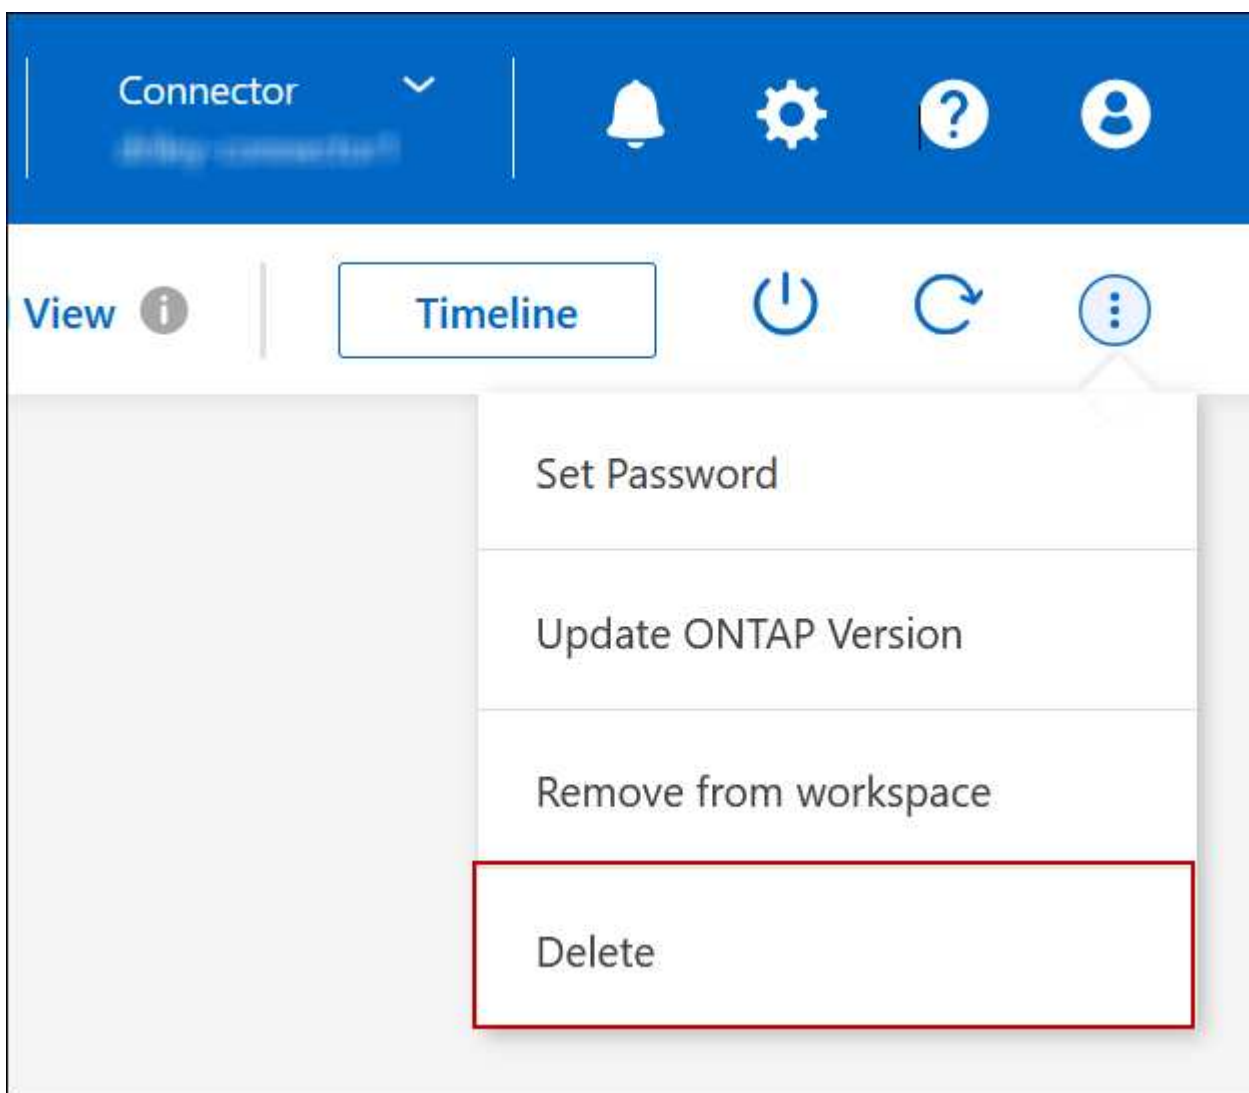 Connector
View
Timeline
Set Password
Update ONTAP Version
Remove from workspace
Delete